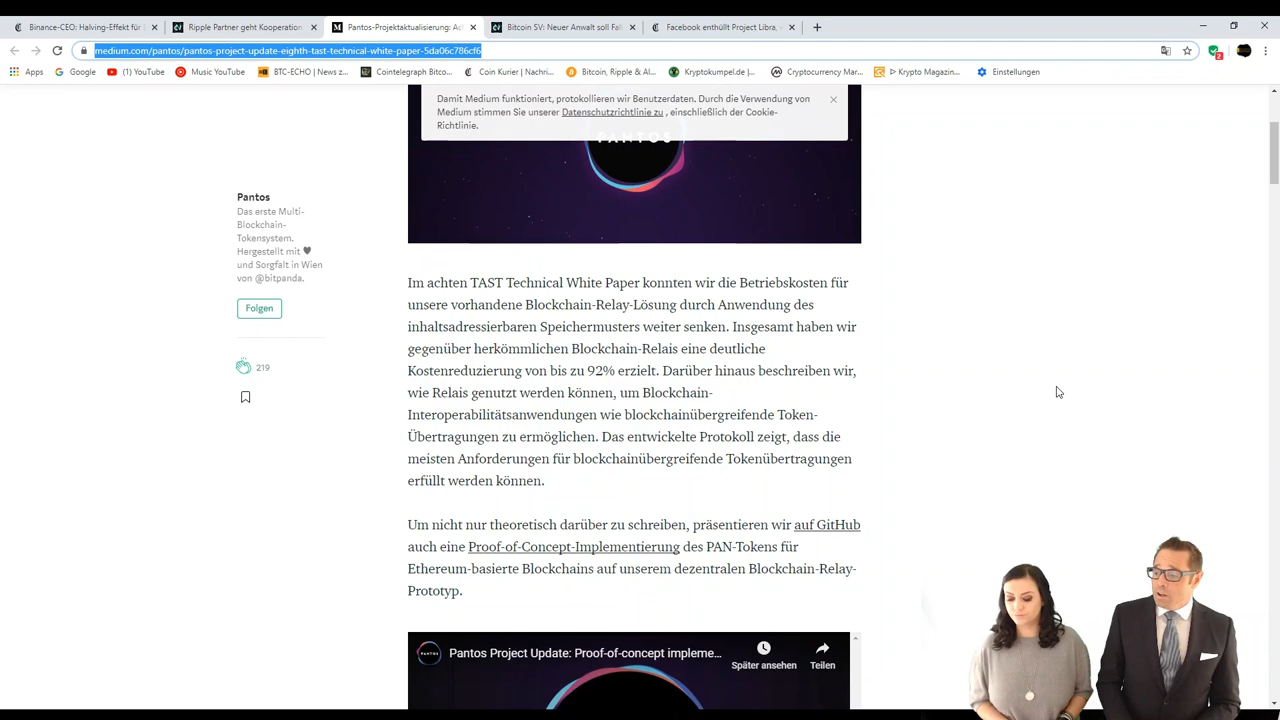 Binance-CEO: Halving-Effekt für
Ripple Partner geht Kooperation
Pantos-Projektaktualisierung: Ac
Bitcoin SV: Neuer Anwalt soll Fal
Facebook enthüllt Project Libra,
medium.com/pantos/pantos-project-update-eighth-tast-technical-white-paper-5da06c786cf6
2
Apps
Google
(1) YouTube
Music YouTube
BTC-ECHO | News z...
Cointelegraph Bitco...
Coin Kurier | Nachri...
Bitcoin, Ripple & Al...
Kryptokumpel.de |...
Cryptocurrency Mar...
ᐅ Krypto Magazin...
Einstellungen
Damit Medium funktioniert, protokollieren wir Benutzerdaten. Durch die Verwendung von
Medium stimmen Sie unserer Datenschutzrichtlinie zu , einschließlich der Cookie-
Richtlinie.
PANTOS
Pantos
Das erste Multi-
Blockchain-
Tokensystem.
Hergestellt mit ♥
und Sorgfalt in Wien
von @bitpanda.
Folgen
219
Im achten TAST Technical White Paper konnten wir die Betriebskosten für
unsere vorhandene Blockchain-Relay-Lösung durch Anwendung des
inhaltsadressierbaren Speichermusters weiter senken. Insgesamt haben wir
gegenüber herkömmlichen Blockchain-Relais eine deutliche
Kostenreduzierung von bis zu 92% erzielt. Darüber hinaus beschreiben wir,
wie Relais genutzt werden können, um Blockchain-
Interoperabilitätsanwendungen wie blockchainübergreifende Token-
Übertragungen zu ermöglichen. Das entwickelte Protokoll zeigt, dass die
meisten Anforderungen für blockchainübergreifende Tokenübertragungen
erfüllt werden können.
Um nicht nur theoretisch darüber zu schreiben, präsentieren wir auf GitHub
auch eine Proof-of-Concept-Implementierung des PAN-Tokens für
Ethereum-basierte Blockchains auf unserem dezentralen Blockchain-Relay-
Prototyp.
PANTOS
Pantos Project Update: Proof-of-concept impleme...
Später ansehen
Teilen